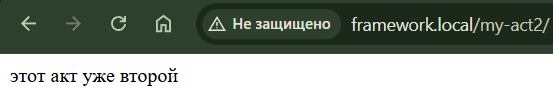 Не защищено framework.local/my-act2/
этот акт уже второй